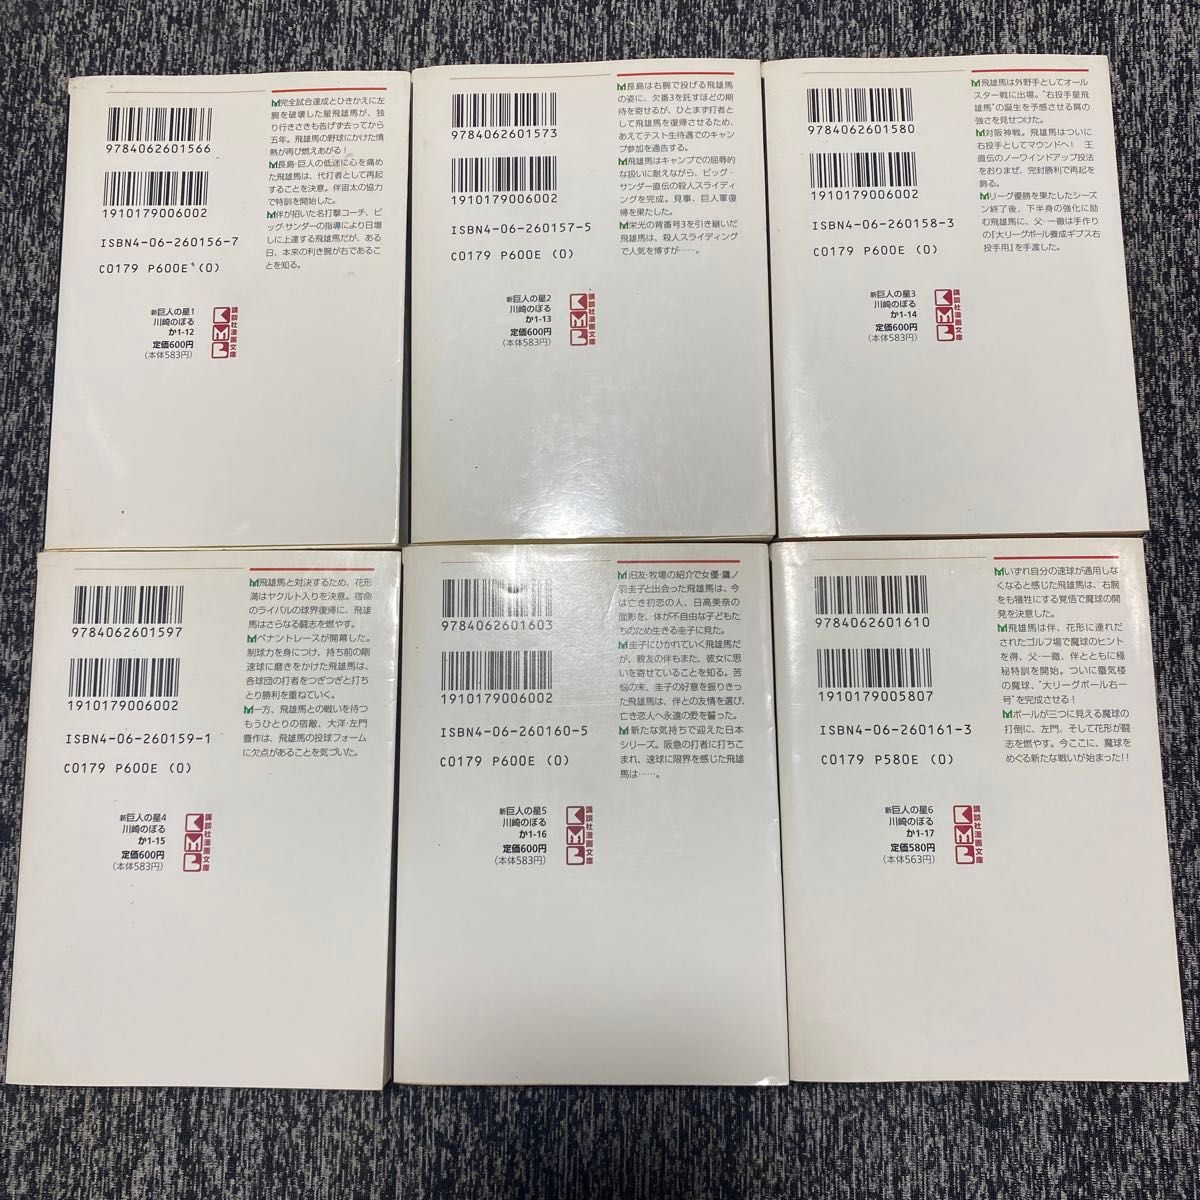 9784062601566
1910179006002
ISBN4-06-260156-7
C0179 P600E (0)
新巨人の星1
川崎のぼる
か1-12
定価600円
(本体583円)
講談社漫画文庫
KMB
M完全試合達成とひきかえに左
腕を破壊した星飛雄馬が、独
り行きさきも告げず去ってから
五年。飛雄馬の野球にかけた情
熱が再び燃えあがる!
M長島・巨人の低迷に心を痛め
た飛雄馬は、代打者として再起
することを決意。伴宙太の協力
で特訓を開始した。
M伴が招いた名打撃コーチ、ビ
ッグ・サンダーの指導により日増
しに上達する飛雄馬だが、ある
日、本来の利き腕が右であるこ
とを知る。
9784062601573
1910179006002
ISBN4-06-260157-5
C0179 P600E (0)
新巨人の星2
川崎のぼる
か1-13
定価600円
(本体583円)
講談社漫画文庫
KMB
M長島は右腕で投げる飛雄馬
の姿に、欠番3を託すほどの期
待を寄せるが、ひとまず打者と
して飛雄馬を復帰させるため、
あえてテスト生待遇でのキャン
プ参加を通告する。
M飛雄馬はキャンプでの屈辱的
な扱いに耐えながら、ビッグ・
サンダー直伝の殺人スライディ
ングを完成。見事、巨人軍復
帰を果たした。
M栄光の背番号3を引き継いだ
飛雄馬は、殺人スライディング
で人気を博すが……。
9784062601580
1910179006002
ISBN4-06-260158-3
C0179 P600E (0)
新巨人の星3
川崎のぼる
か1-14
定価600円
(本体583円)
講談社漫画文庫
KMB
M飛雄馬は外野手としてオール
スター戦に出場。"右投手星飛
雄馬"の誕生を予感させる肩の
強さを見せつけた。
M対阪神戦。飛雄馬はついに
右投手としてマウンドへ! 王
直伝のノーワインドアップ投法
をおりまぜ、完封勝利で再起を
飾る。
Mリーグ優勝を果たしたシーズ
ン終了後、下半身の強化に励
む飛雄馬に、父・一徹は手作り
の『大リーグボール養成ギプス右
投手用』を手渡した。
9784062601597
1910179006002
ISBN4-06-260159-1
C0179 P600E (0)
新巨人の星4
川崎のぼる
か1-15
定価600円
(本体583円)
講談社漫画文庫
KMB
M飛雄馬と対決するため、花形
満はヤクルト入りを決意。宿命
のライバルの球界復帰に、飛雄
馬はさらなる闘志を燃やす。
Mペナントレースが開幕した。
制球力を身につけ、持ち前の剛
速球に磨きをかけた飛雄馬は、
各球団の打者をつぎつぎと打ち
とり勝利を重ねていく。
M一方、飛雄馬との戦いを待つ
もうひとりの宿敵、大洋・左門
豊作は、飛雄馬の投球フォーム
に欠点があることを気づいた。
9784062601603
1910179006002
ISBN4-06-260160-5
C0179 P600E (0)
新巨人の星5
川崎のぼる
か1-16
定価600円
(本体583円)
講談社漫画文庫
KMB
M旧友・牧場の紹介で女優・鷹ノ
羽圭子と出会った飛雄馬は、今
は亡き初恋の人、日高美奈の
面影を、体が不自由な子どもた
ちのため生きる圭子に見た。
M圭子にひかれていく飛雄馬だ
が、親友の伴もまた、彼女に思
いを寄せていることを知る。苦
悩の末、圭子の好意を振りきっ
た飛雄馬は、伴との友情を選び、
亡き恋人へ永遠の愛を誓った。
M新たな気持ちで迎えた日本
シリーズ。阪急の打者に打ちこ
まれ、速球に限界を感じた飛雄
馬は……。
9784062601610
1910179005807
ISBN4-06-260161-3
C0179 P580E (0)
新巨人の星6
川崎のぼる
か1-17
定価580円
(本体563円)
講談社漫画文庫
KMB
Mいずれ自分の速球が通用しな
くなると感じた飛雄馬は、右腕
をも犠牲にする覚悟で魔球の開
発を決意した。
M飛雄馬は伴、花形に連れだ
されたゴルフ場で魔球のヒント
を得、父・一徹、伴とともに極
秘特訓を開始。ついに蜃気楼
の魔球、"大リーグボール右一
号"を完成させる!
Mボールが三つに見える魔球の
打倒に、左門、そして花形が闘
志を燃やす。今ここに、魔球を
めぐる新たな戦いが始まった!!